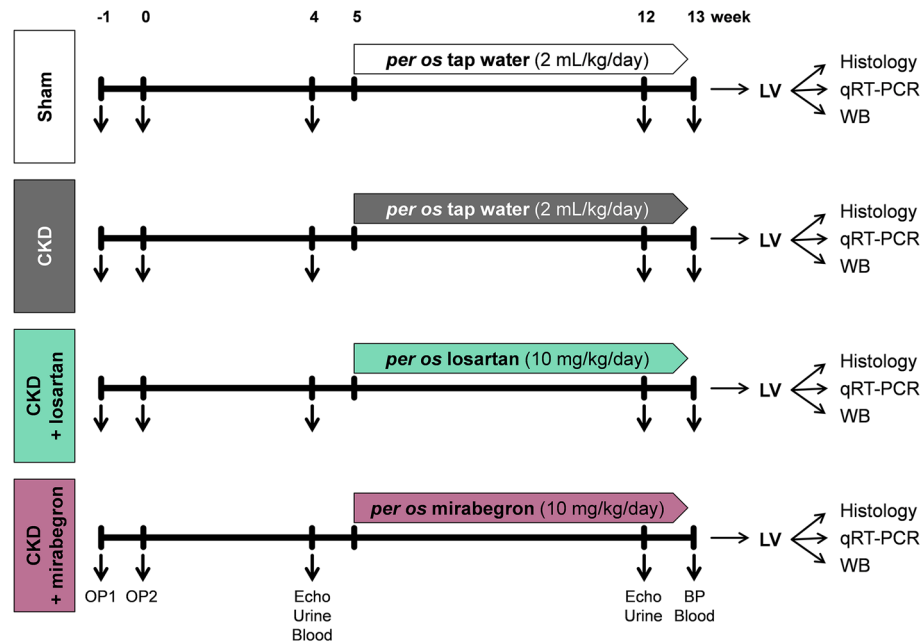 -1 0 4 5 12 13 week
Sham
per os tap water (2 mL/kg/day)
LV
Histology
qRT-PCR
WB
CKD
per os tap water (2 mL/kg/day)
LV
Histology
qRT-PCR
WB
CKD
+ losartan
per os losartan (10 mg/kg/day)
LV
Histology
qRT-PCR
WB
CKD
+ mirabegron
per os mirabegron (10 mg/kg/day)
LV
Histology
qRT-PCR
WB
OP1 OP2 Echo Echo BP
Urine Urine Blood
Blood